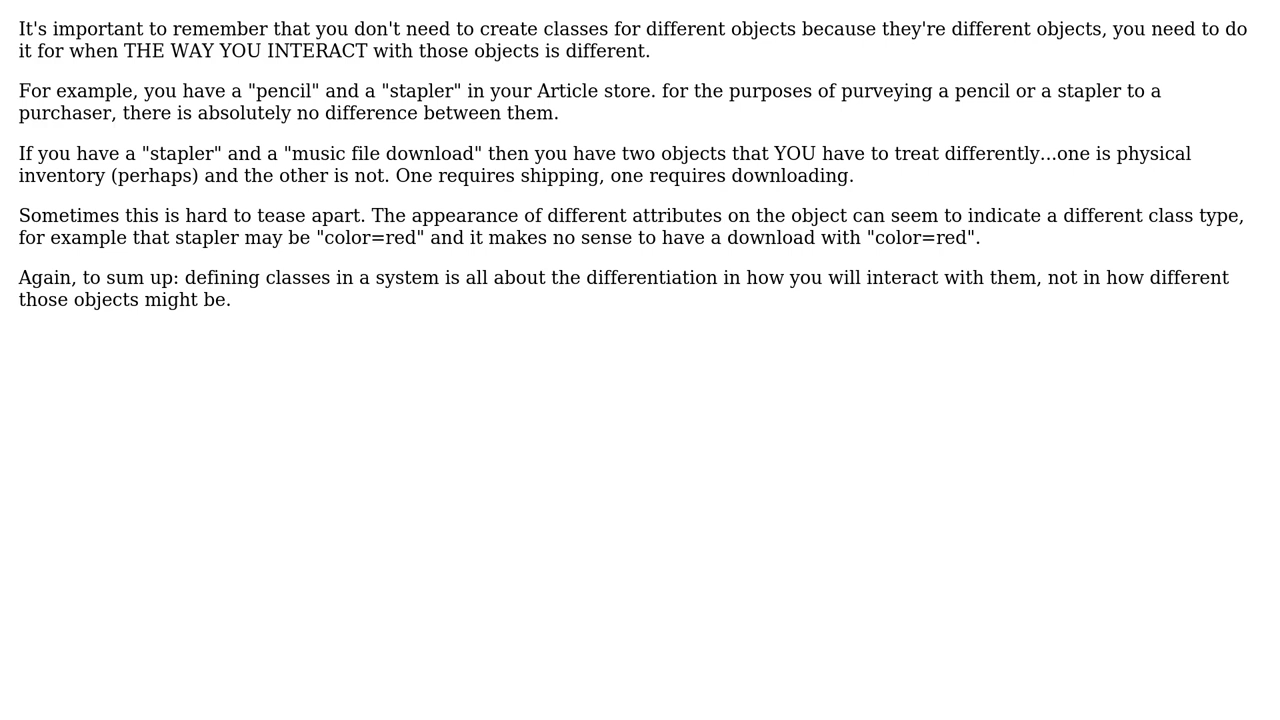 It's important to remember that you don't need to create classes for different objects because they're different objects, you need to do
it for when THE WAY YOU INTERACT with those objects is different.
For example, you have a "pencil" and a "stapler" in your Article store. for the purposes of purveying a pencil or a stapler to a
purchaser, there is absolutely no difference between them.
If you have a "stapler" and a "music file download" then you have two objects that YOU have to treat differently...one is physical
inventory (perhaps) and the other is not. One requires shipping, one requires downloading.
Sometimes this is hard to tease apart. The appearance of different attributes on the object can seem to indicate a different class type,
for example that stapler may be "color=red" and it makes no sense to have a download with "color=red".
Again, to sum up: defining classes in a system is all about the differentiation in how you will interact with them, not in how different
those objects might be.